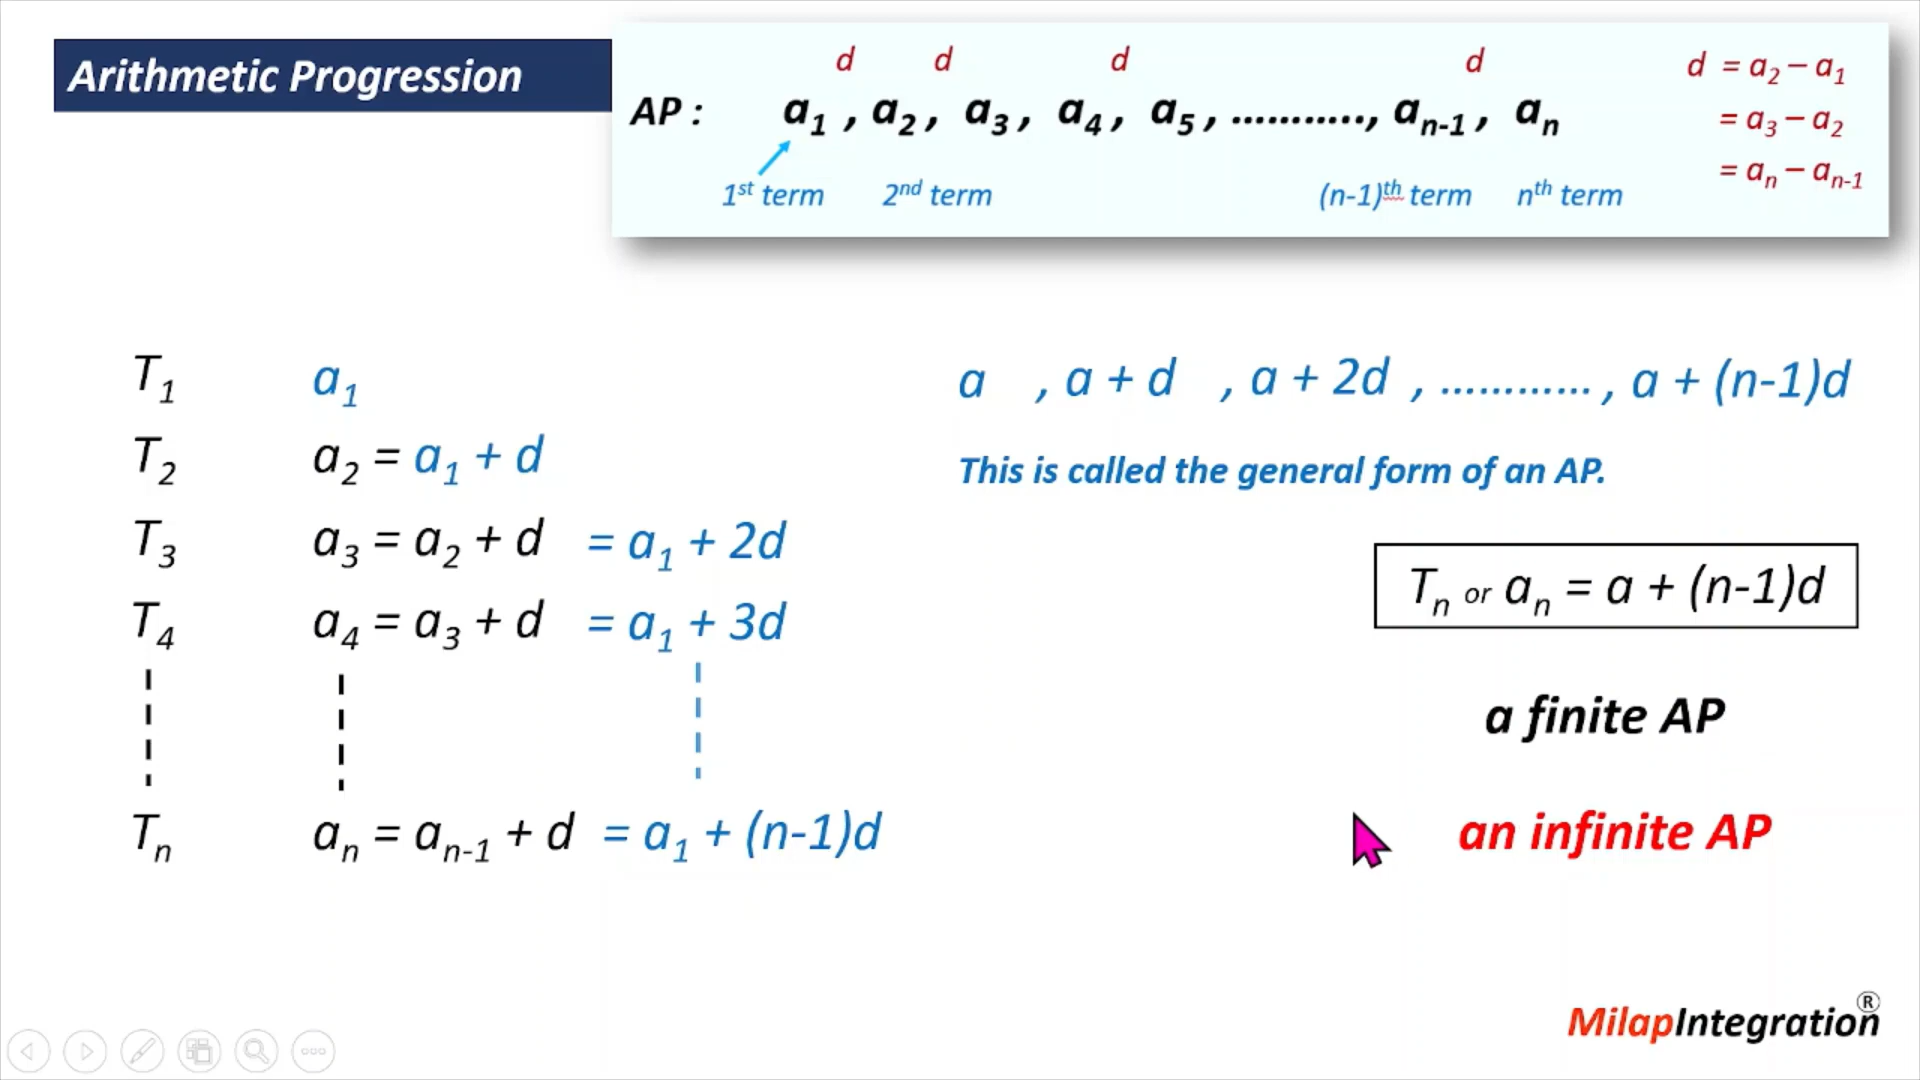 Arithmetic Progression
d d d d
AP : a₁ , a₂ , a₃ , a₄ , a₅ , ..........., aₙ₋₁ , aₙ
1ˢᵗ term 2ⁿᵈ term (n-1)ᵗʰ term nᵗʰ term
d = a₂ – a₁
= a₃ – a₂
= aₙ – aₙ₋₁
T₁ a₁
T₂ a₂ = a₁ + d
T₃ a₃ = a₂ + d = a₁ + 2d
T₄ a₄ = a₃ + d = a₁ + 3d
Tₙ aₙ = aₙ₋₁ + d = a₁ + (n-1)d
a , a + d , a + 2d , ............ , a + (n-1)d
This is called the general form of an AP.
Tₙ or aₙ = a + (n-1)d
a finite AP
an infinite AP
MilapIntegration®